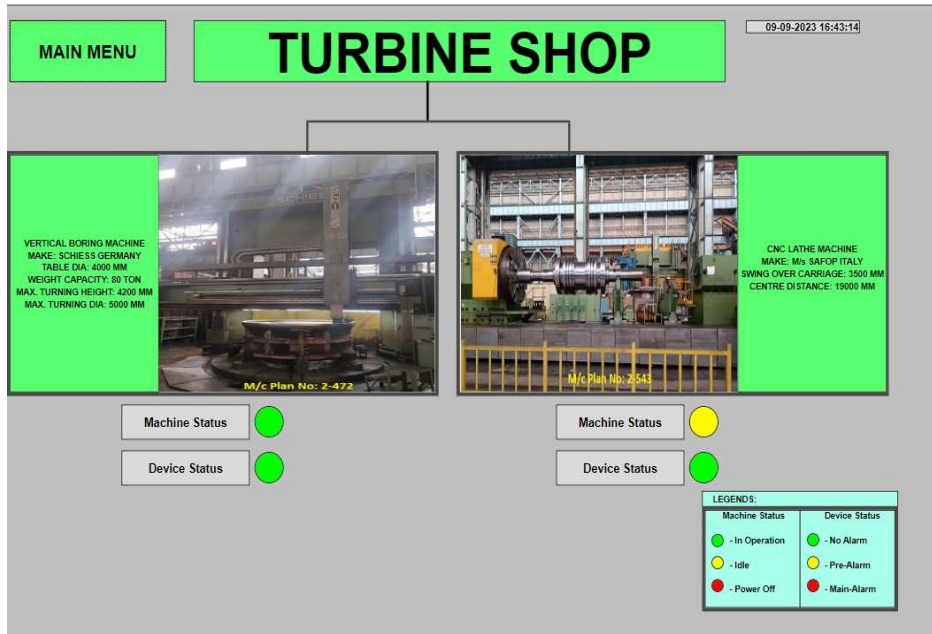 MAIN MENU
TURBINE SHOP
09-09-2023 16:43:14
VERTICAL BORING MACHINE
MAKE: SCHIESS GERMANY
TABLE DIA: 4000 MM
WEIGHT CAPACITY: 80 TON
MAX. TURNING HEIGHT: 4200 MM
MAX. TURNING DIA: 5000 MM
SCHIESS
M/c Plan No: 2-472
M/c Plan No: 2-543
CNC LATHE MACHINE
MAKE: M/s SAFOP ITALY
SWING OVER CARRIAGE: 3500 MM
CENTRE DISTANCE: 19000 MM
Machine Status
Device Status
Machine Status
Device Status
LEGENDS:
Machine Status
- In Operation
- Idle
- Power Off
Device Status
- No Alarm
- Pre-Alarm
- Main-Alarm